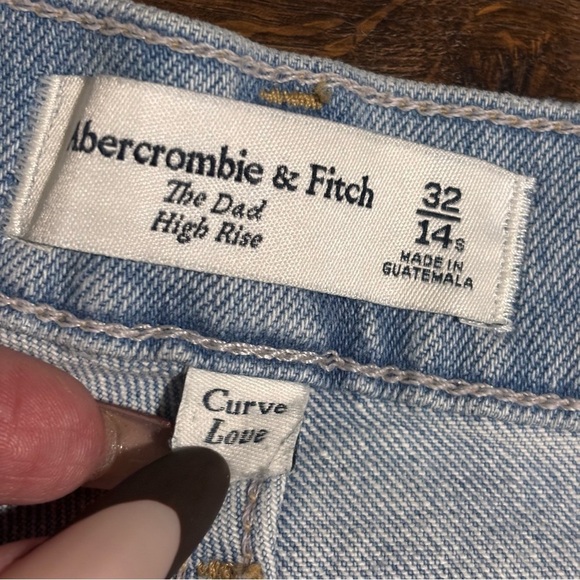 Abercrombie & Fitch
The Dad
High Rise
32
14s
MADE IN
GUATEMALA
Curve
Love